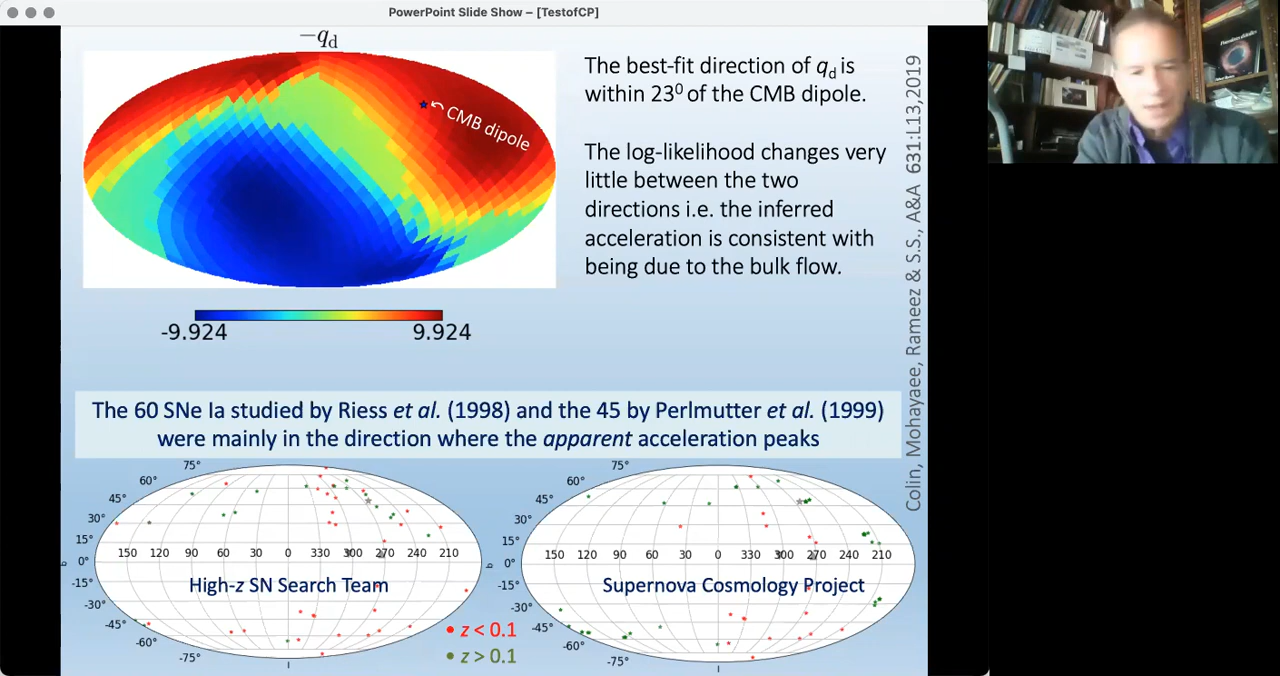 PowerPoint Slide Show – [TestofCP]
−qd
CMB dipole
-9.924
9.924
The best-fit direction of qd is
within 23⁰ of the CMB dipole.
The log-likelihood changes very
little between the two
directions i.e. the inferred
acceleration is consistent with
being due to the bulk flow.
Colin, Mohayaee, Rameez & S.S., A&A 631:L13,2019
The 60 SNe Ia studied by Riess et al. (1998) and the 45 by Perlmutter et al. (1999)
were mainly in the direction where the apparent acceleration peaks
75°
60°
45°
30°
15°
0°
-15°
-30°
-45°
-60°
-75°
150 120 90 60 30 0 330 300 270 240 210
b
l
High-z SN Search Team
z < 0.1
z > 0.1
75°
60°
45°
30°
15°
0°
-15°
-30°
-45°
-60°
-75°
150 120 90 60 30 0 330 300 270 240 210
b
l
Supernova Cosmology Project